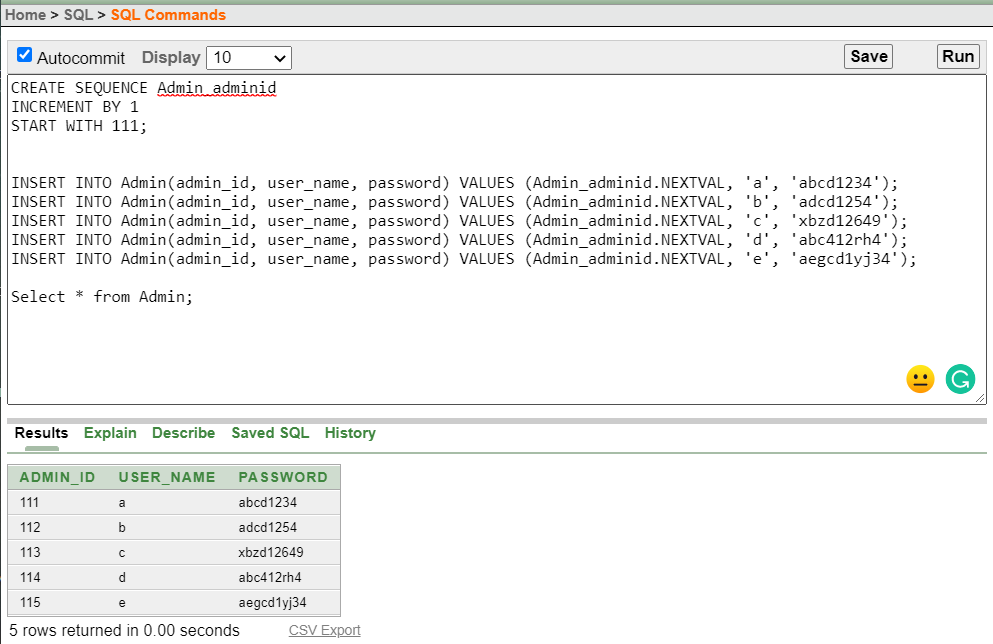 Home > SQL > SQL Commands
Autocommit Display 10 Save Run
CREATE SEQUENCE Admin_adminid
INCREMENT BY 1
START WITH 111;
INSERT INTO Admin(admin_id, user_name, password) VALUES (Admin_adminid.NEXTVAL, 'a', 'abcd1234');
INSERT INTO Admin(admin_id, user_name, password) VALUES (Admin_adminid.NEXTVAL, 'b', 'adcd1254');
INSERT INTO Admin(admin_id, user_name, password) VALUES (Admin_adminid.NEXTVAL, 'c', 'xbzd12649');
INSERT INTO Admin(admin_id, user_name, password) VALUES (Admin_adminid.NEXTVAL, 'd', 'abc412rh4');
INSERT INTO Admin(admin_id, user_name, password) VALUES (Admin_adminid.NEXTVAL, 'e', 'aegcd1yj34');
Select * from Admin;
Results Explain Describe Saved SQL History
ADMIN_ID USER_NAME PASSWORD
111 a abcd1234
112 b adcd1254
113 c xbzd12649
114 d abc412rh4
115 e aegcd1yj34
5 rows returned in 0.00 seconds CSV Export